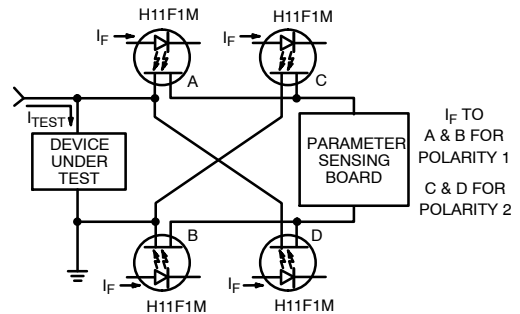 H11F1M
H11F1M
IF
IF
A
C
ITEST
DEVICE
UNDER
TEST
PARAMETER
SENSING
BOARD
IF TO
A & B FOR
POLARITY 1
C & D FOR
POLARITY 2
B
D
IF
IF
H11F1M
H11F1M